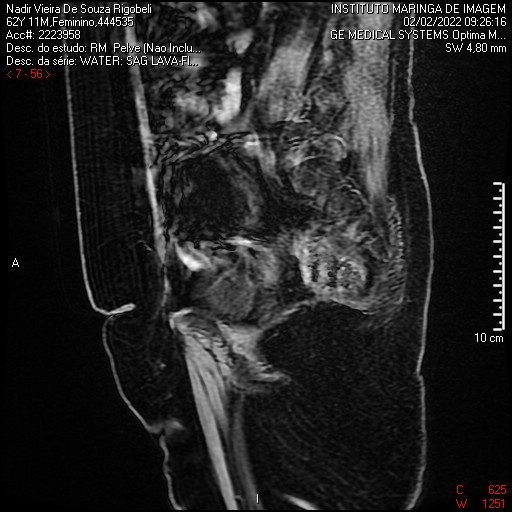 Nadir Vieira De Souza Rigobeli
62Y 11M,Feminino,444535
Acc#: 2223958
Desc. do estudo: RM Pelve (Nao Inclu...
Desc. da série: WATER: SAG LAVA-Fl...
< 7 - 56 >
INSTITUTO MARINGA DE IMAGEM
02/02/2022 09:26:16
GE MEDICAL SYSTEMS Optima M...
SW 4,80 mm
A
10 cm
I
C 625
W 1251